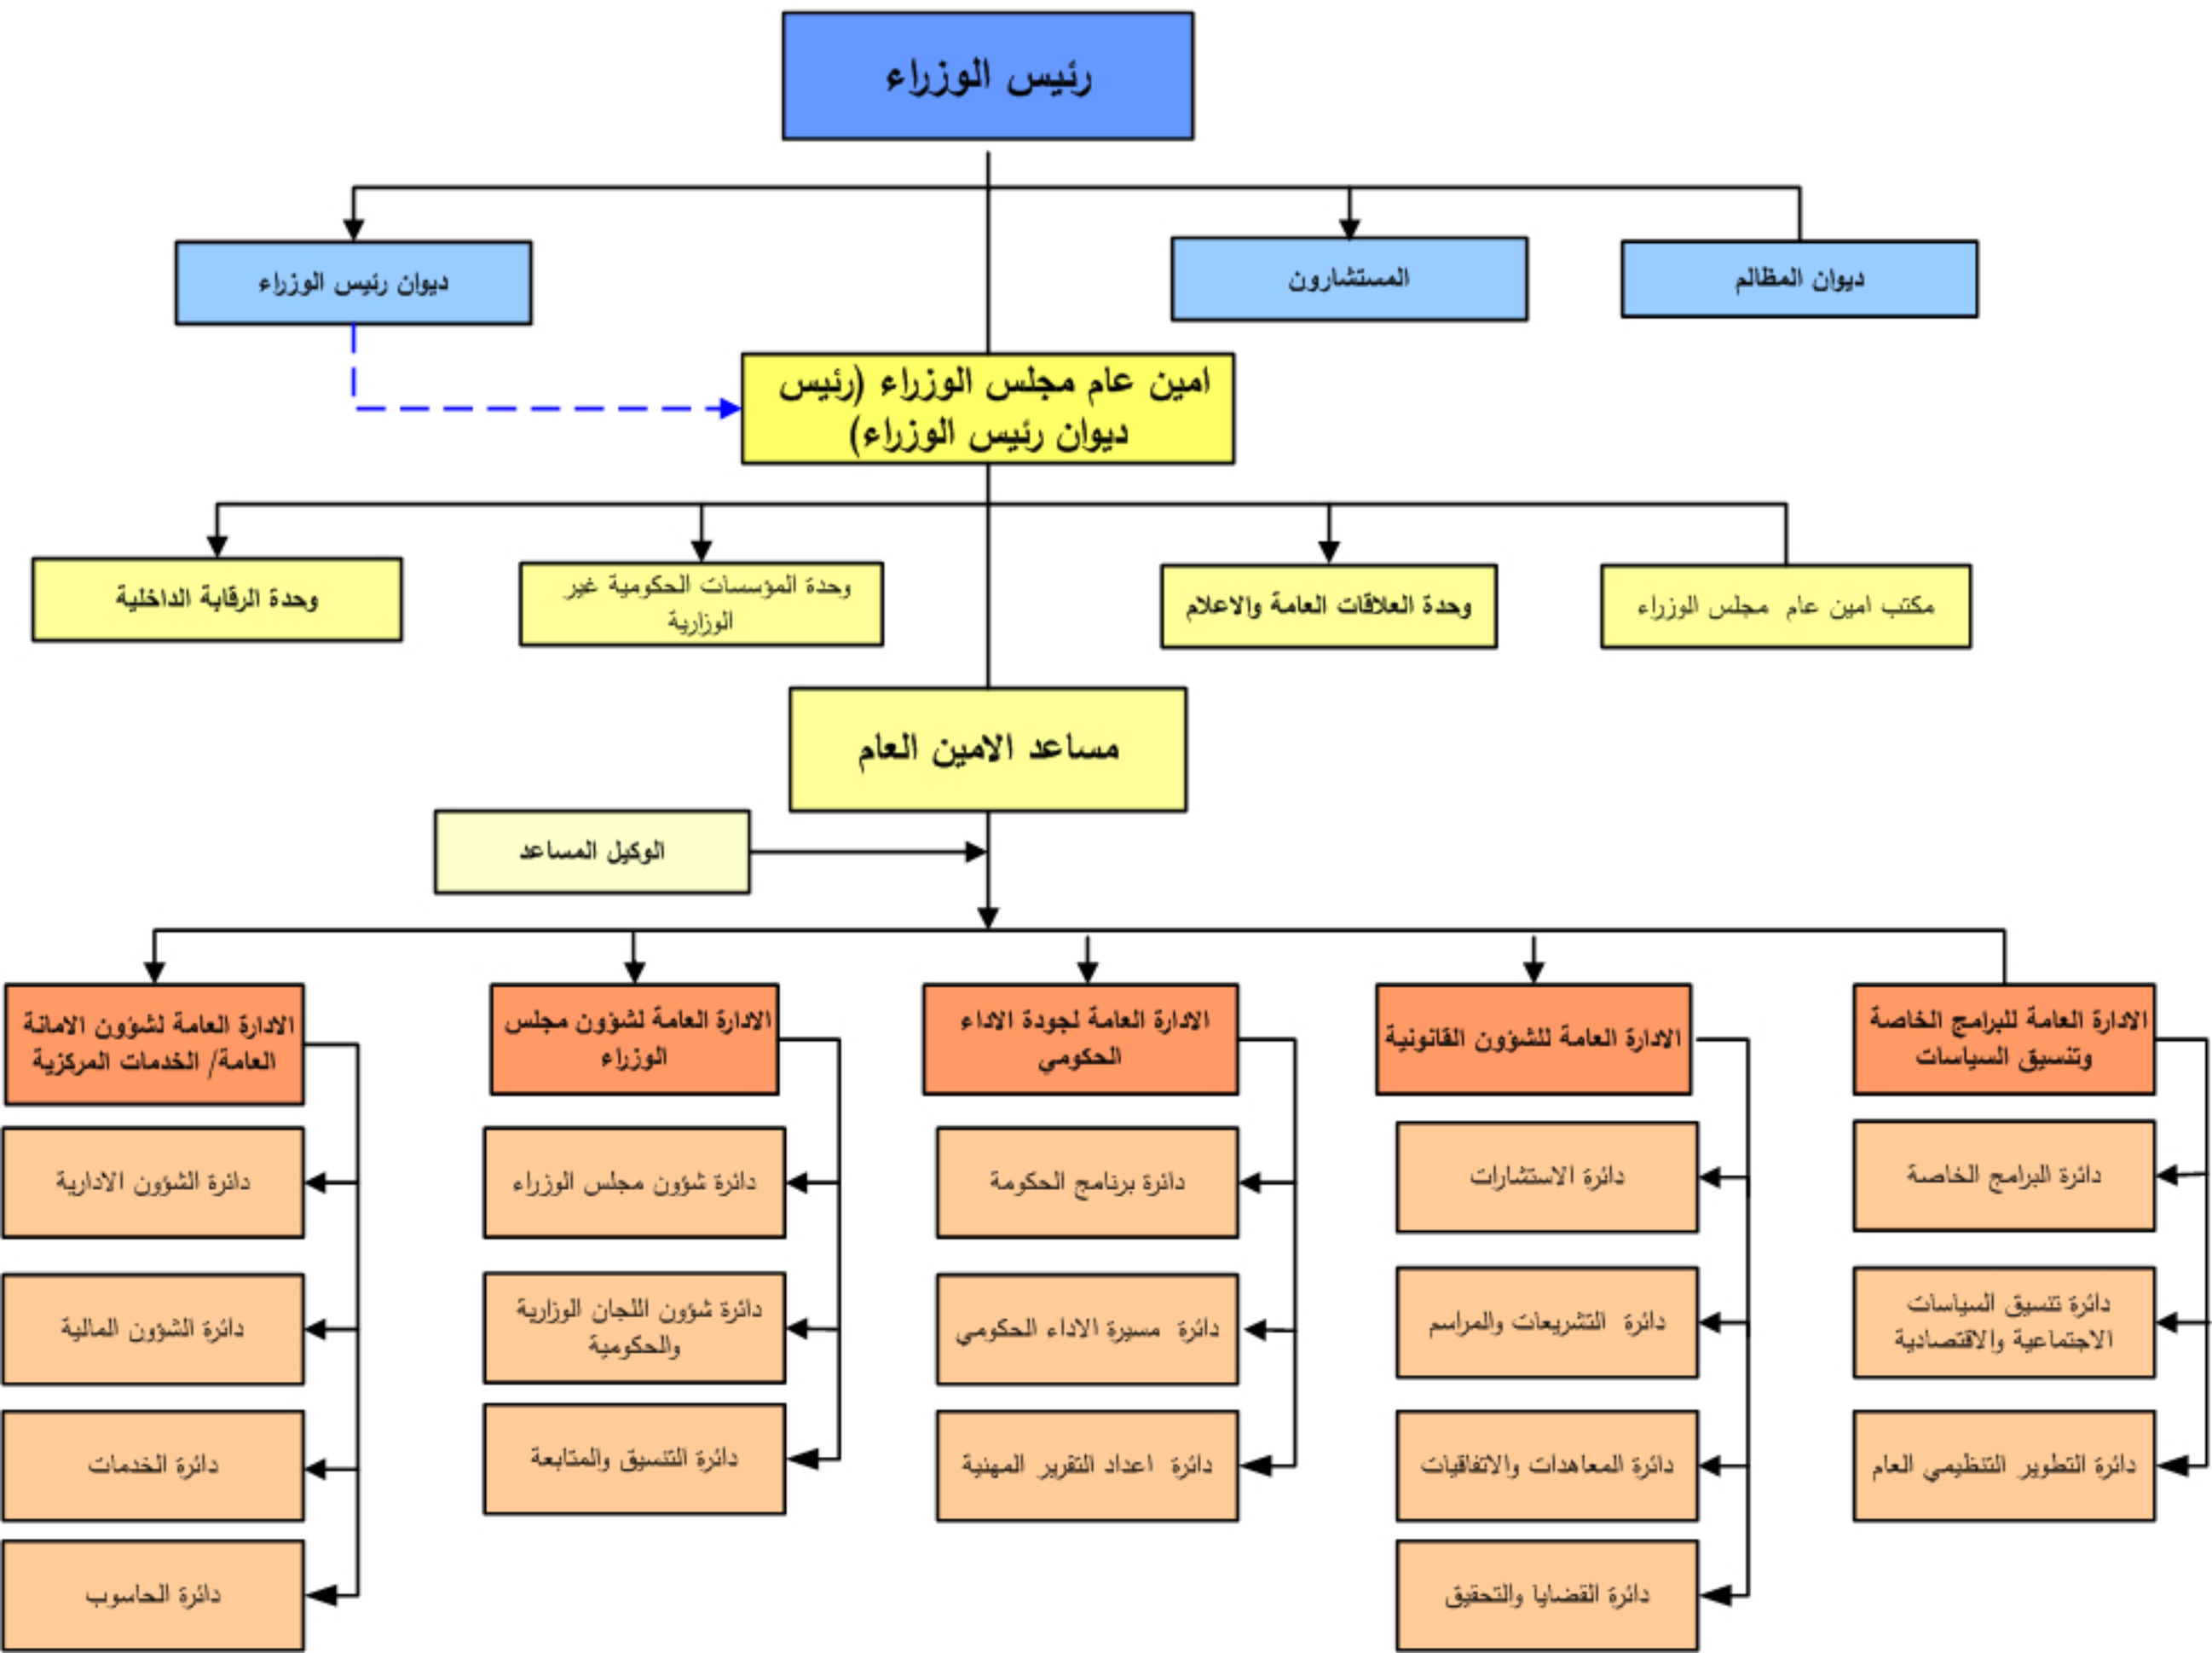 رئيس الوزراء
ديوان المظالم
المستشارون
ديوان رئيس الوزراء
امين عام مجلس الوزراء (رئيس
ديوان رئيس الوزراء)
مكتب امين عام مجلس الوزراء
وحدة العلاقات العامة والاعلام
وحدة المؤسسات الحكومية غير
الوزارية
وحدة الرقابة الداخلية
مساعد الامين العام
الوكيل المساعد
الادارة العامة للبرامج الخاصة
وتنسيق السياسات
دائرة البرامج الخاصة
دائرة تنسيق السياسات
الاجتماعية والاقتصادية
دائرة التطوير التنظيمي العام
الادارة العامة للشؤون القانونية
دائرة الاستشارات
دائرة التشريعات والمراسم
دائرة المعاهدات والاتفاقيات
دائرة القضايا والتحقيق
الادارة العامة لجودة الاداء
الحكومي
دائرة برنامج الحكومة
دائرة مسيرة الاداء الحكومي
دائرة اعداد التقرير المهنية
الادارة العامة لشؤون مجلس
الوزراء
دائرة شؤون مجلس الوزراء
دائرة شؤون اللجان الوزارية
والحكومية
دائرة التنسيق والمتابعة
الادارة العامة لشؤون الامانة
العامة/ الخدمات المركزية
دائرة الشؤون الادارية
دائرة الشؤون المالية
دائرة الخدمات
دائرة الحاسوب